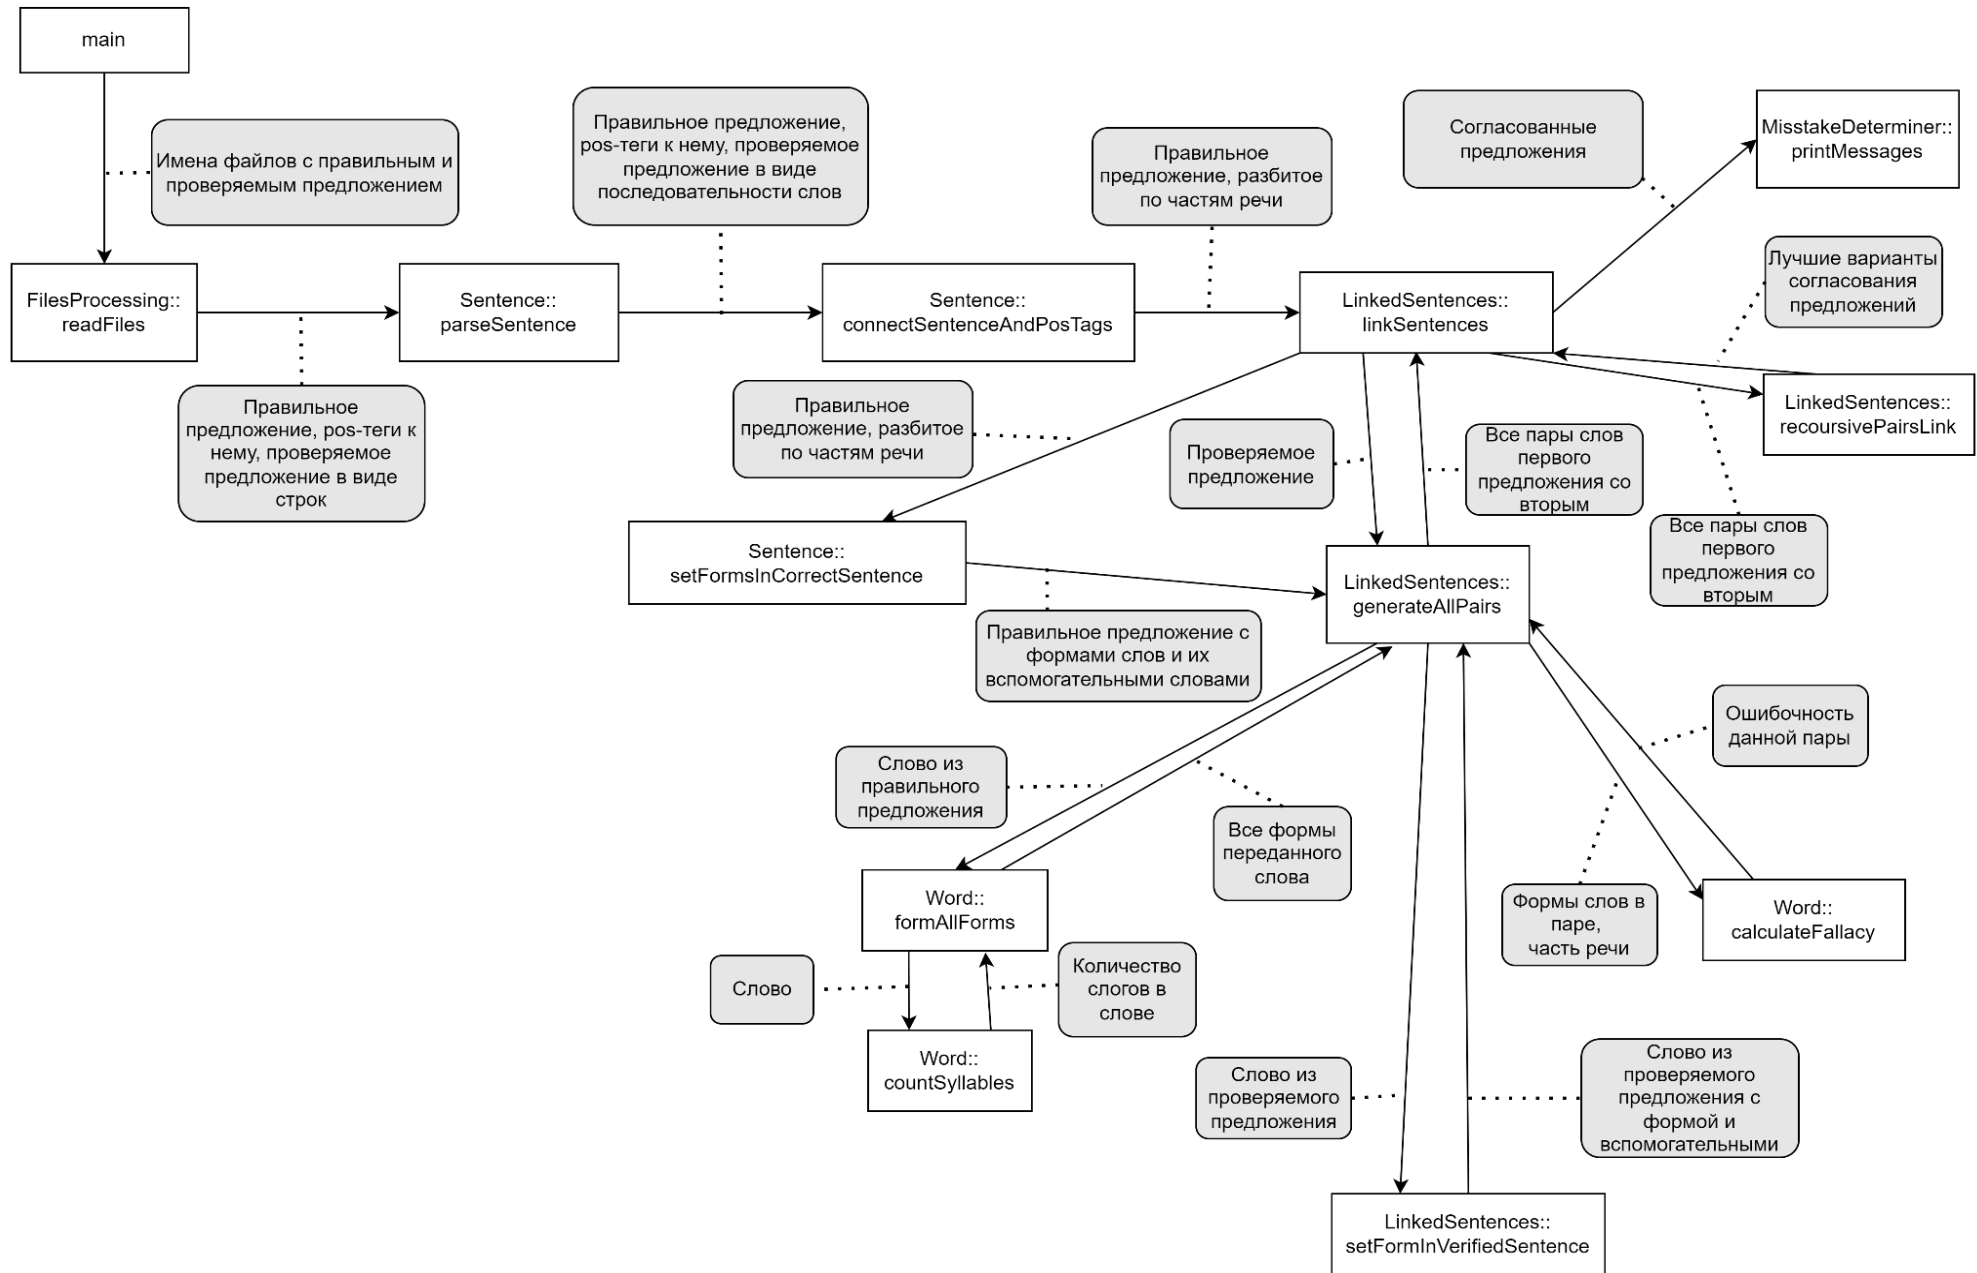 main
Имена файлов с правильным и
проверяемым предложением
Правильное предложение,
pos-теги к нему, проверяемое
предложение в виде
последовательности слов
Правильное
предложение, разбитое
по частям речи
Согласованные
предложения
MisstakeDeterminer::
printMessages
FilesProcessing::
readFiles
Sentence::
parseSentence
Sentence::
connectSentenceAndPosTags
LinkedSentences::
linkSentences
Лучшие варианты
согласования
предложений
Правильное
предложение, pos-теги к
нему, проверяемое
предложение в виде
строк
Правильное
предложение, разбитое
по частям речи
Проверяемое
предложение
Все пары слов
первого
предложения со
вторым
LinkedSentences::
recoursivePairsLink
Все пары слов
первого
предложения со
вторым
Sentence::
setFormsInCorrectSentence
LinkedSentences::
generateAllPairs
Правильное предложение с
формами слов и их
вспомогательными словами
Ошибочность
данной пары
Слово из
правильного
предложения
Все формы
переданного
слова
Word::
formAllForms
Формы слов в
паре,
часть речи
Word::
calculateFallacy
Слово
Количество
слогов в
слове
Word::
countSyllables
Слово из
проверяемого
предложения
Слово из
проверяемого
предложения с
формой и
вспомогательными
LinkedSentences::
setFormInVerifiedSentence